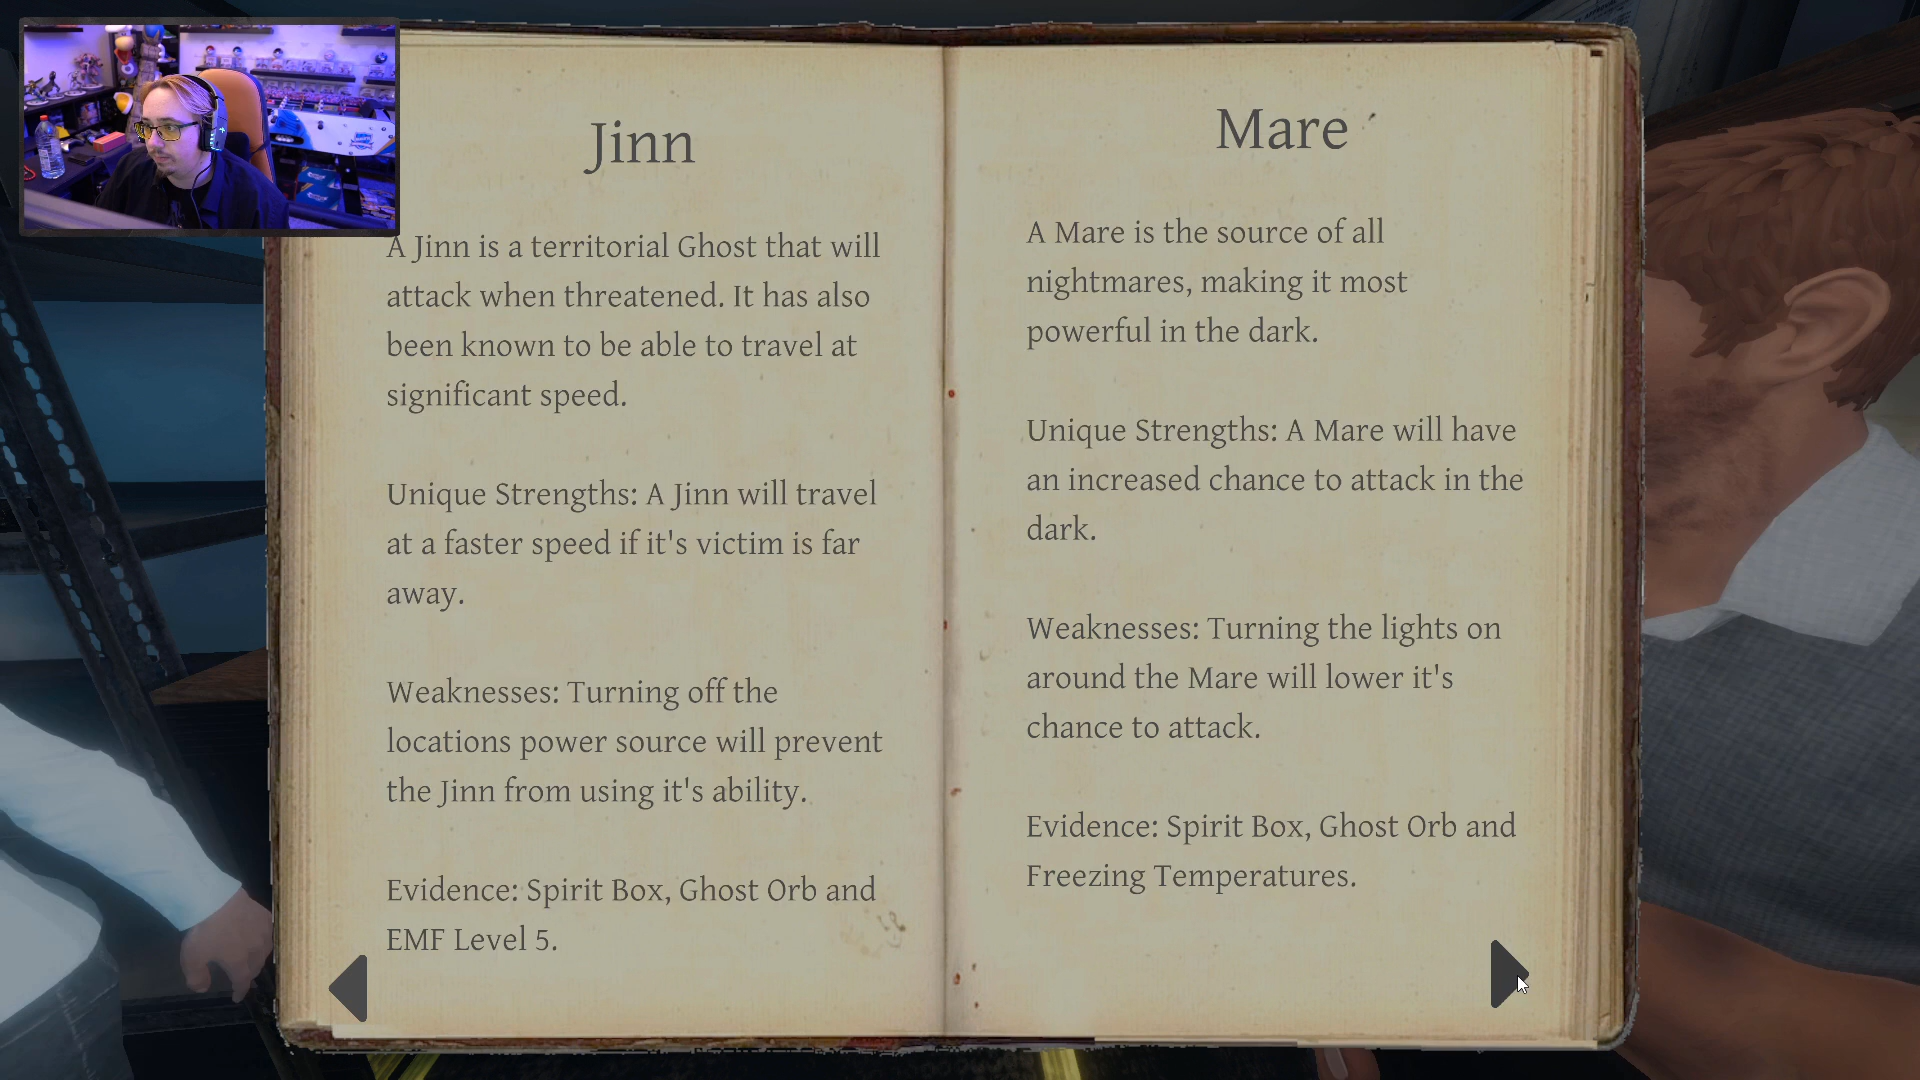 Jinn
A Jinn is a territorial Ghost that will
attack when threatened. It has also
been known to be able to travel at
significant speed.
Unique Strengths: A Jinn will travel
at a faster speed if it's victim is far
away.
Weaknesses: Turning off the
locations power source will prevent
the Jinn from using it's ability.
Evidence: Spirit Box, Ghost Orb and
EMF Level 5.
Mare
A Mare is the source of all
nightmares, making it most
powerful in the dark.
Unique Strengths: A Mare will have
an increased chance to attack in the
dark.
Weaknesses: Turning the lights on
around the Mare will lower it's
chance to attack.
Evidence: Spirit Box, Ghost Orb and
Freezing Temperatures.